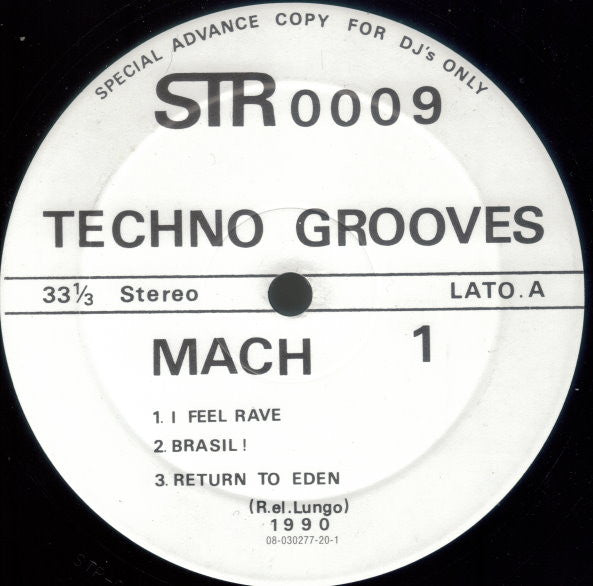 SPECIAL ADVANCE COPY FOR DJ's ONLY
STR 0009
TECHNO GROOVES
33⅓ Stereo LATO.A
MACH 1
1. I FEEL RAVE
2. BRASIL!
3. RETURN TO EDEN
(R.el.Lungo)
1990
08-030277-20-1